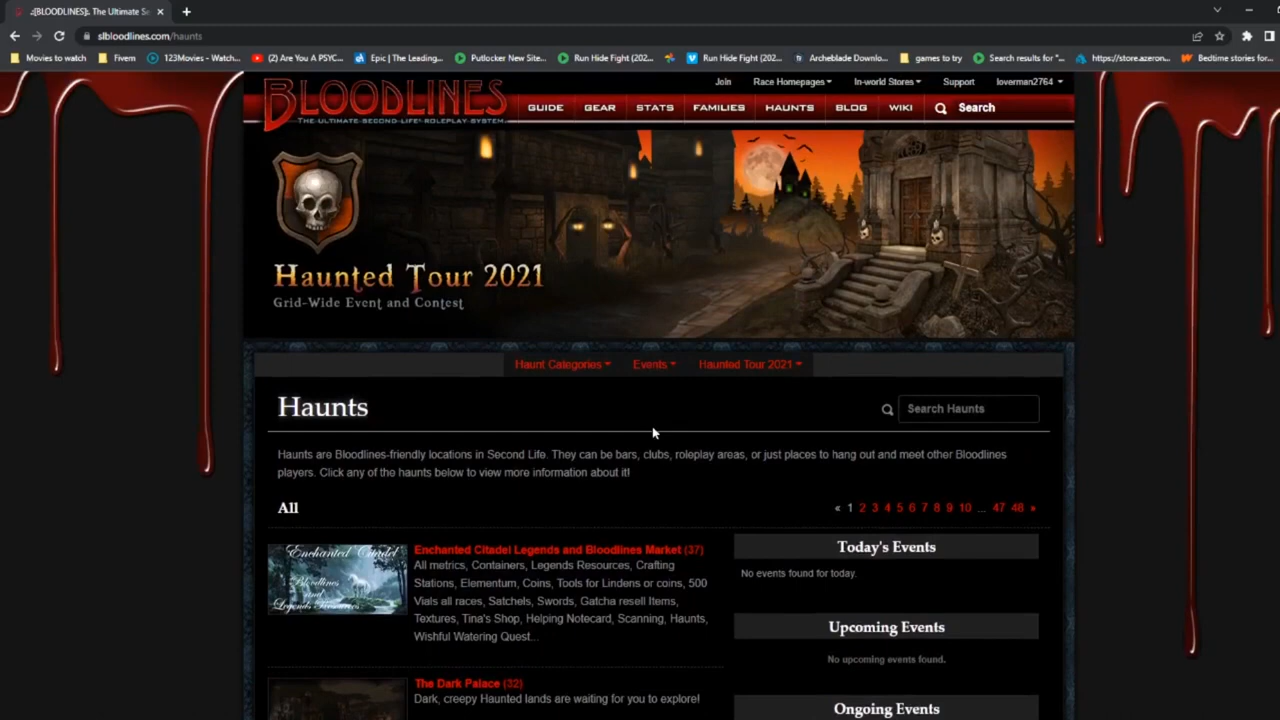 .:[BLOODLINES]:. The Ultimate Se
slbloodlines.com/haunts
Movies to watch
Fivem
123Movies - Watch...
(2) Are You A PSYC...
Epic | The Leading...
Putlocker New Site...
Run Hide Fight (202...
Run Hide Fight (202...
Archeblade Downlo...
games to try
Search results for "...
https://store.azeron...
Bedtime stories for...
Join
Race Homepages
In-world Stores
Support
loverman2764
BLOODLINES
THE ULTIMATE SECOND LIFE® ROLEPLAY SYSTEM
GUIDE
GEAR
STATS
FAMILIES
HAUNTS
BLOG
WIKI
Search
Haunted Tour 2021
Grid-Wide Event and Contest
Haunt Categories
Events
Haunted Tour 2021
Haunts
Search Haunts
Haunts are Bloodlines-friendly locations in Second Life. They can be bars, clubs, roleplay areas, or just places to hang out and meet other Bloodlines
players. Click any of the haunts below to view more information about it!
All
« 1 2 3 4 5 6 7 8 9 10 ... 47 48 »
Enchanted Citadel
Bloodlines
and
Legends Treasures
Enchanted Citadel Legends and Bloodlines Market (37)
All metrics, Containers, Legends Resources, Crafting
Stations, Elementum, Coins, Tools for Lindens or coins, 500
Vials all races, Satchels, Swords, Gatcha resell Items,
Textures, Tina's Shop, Helping Notecard, Scanning, Haunts,
Wishful Watering Quest...
The Dark Palace (32)
Dark, creepy Haunted lands are waiting for you to explore!
Today's Events
No events found for today.
Upcoming Events
No upcoming events found.
Ongoing Events